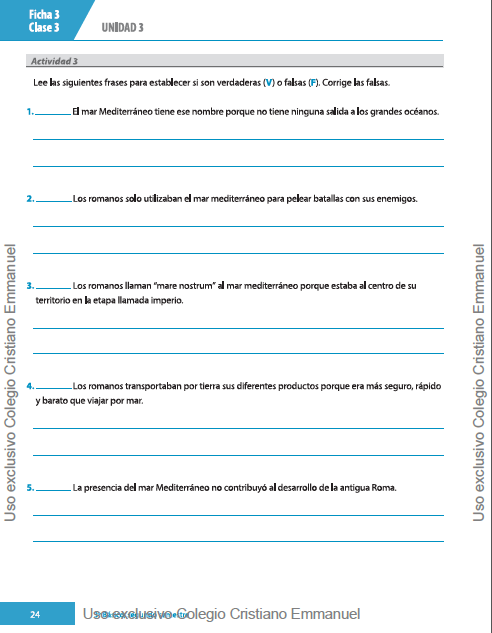 Ficha 3
Clase 3
UNIDAD 3
Actividad 3
Lee las siguientes frases para establecer si son verdaderas (V) o falsas (F). Corrige las falsas.
1. El mar Mediterráneo tiene ese nombre porque no tiene ninguna salida a los grandes océanos.
2. Los romanos solo utilizaban el mar mediterráneo para pelear batallas con sus enemigos.
3. Los romanos llaman “mare nostrum” al mar mediterráneo porque estaba al centro de su
territorio en la etapa llamada imperio.
4. Los romanos transportaban por tierra sus diferentes productos porque era más seguro, rápido
y barato que viajar por mar.
5. La presencia del mar Mediterráneo no contribuyó al desarrollo de la antigua Roma.
Uso exclusivo Colegio Cristiano Emmanuel
Uso exclusivo Colegio Cristiano Emmanuel
24
Uso exclusivo Colegio Cristiano Emmanuel